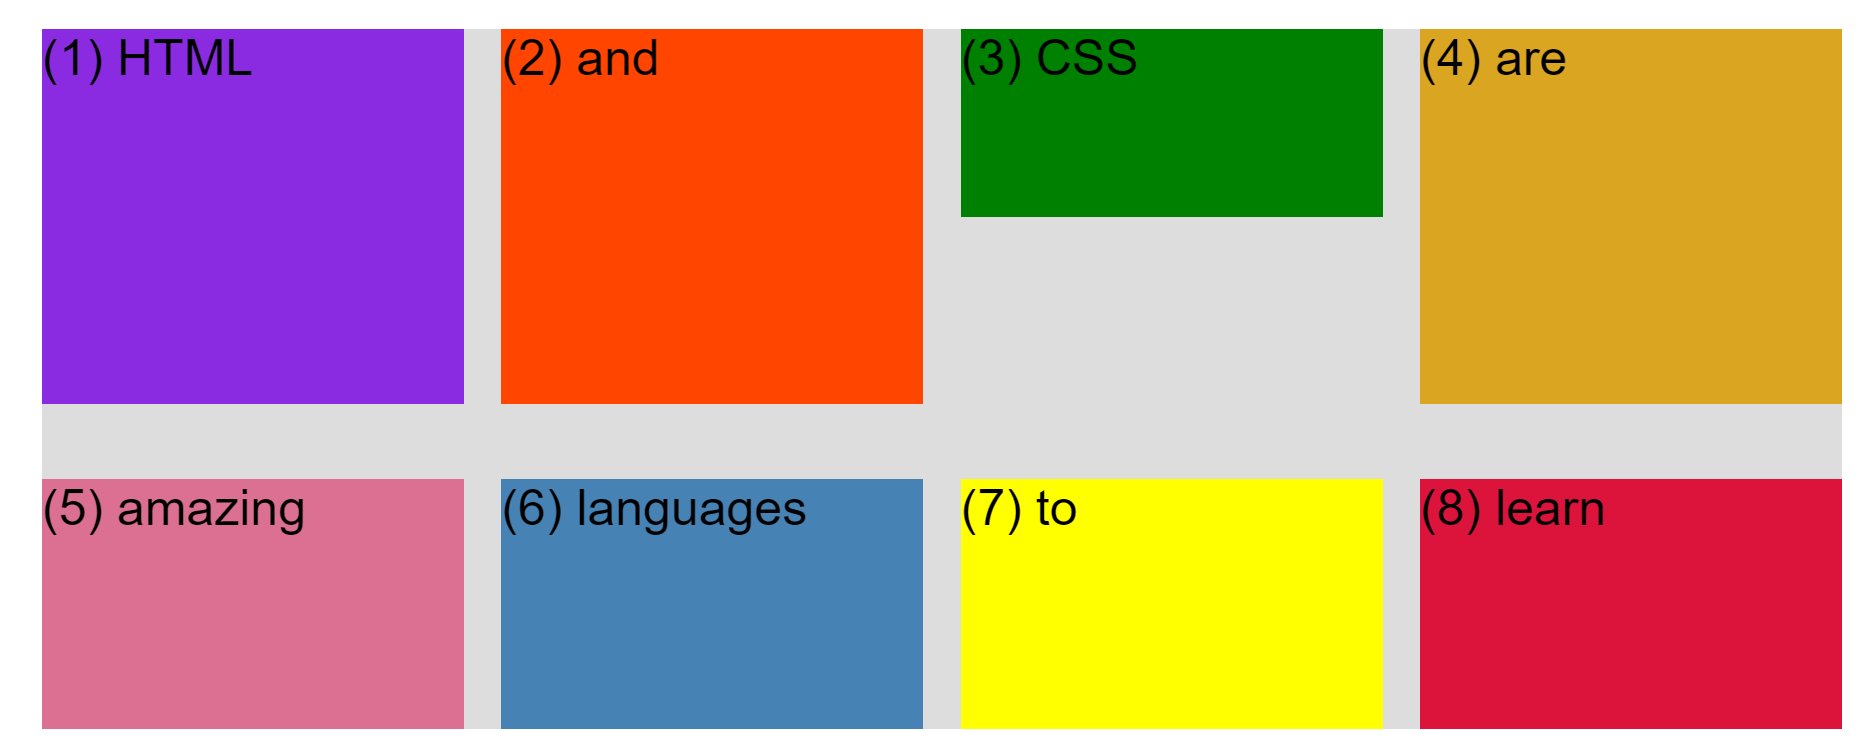 (1) HTML
(2) and
(3) CSS
(4) are
(5) amazing
(6) languages
(7) to
(8) learn